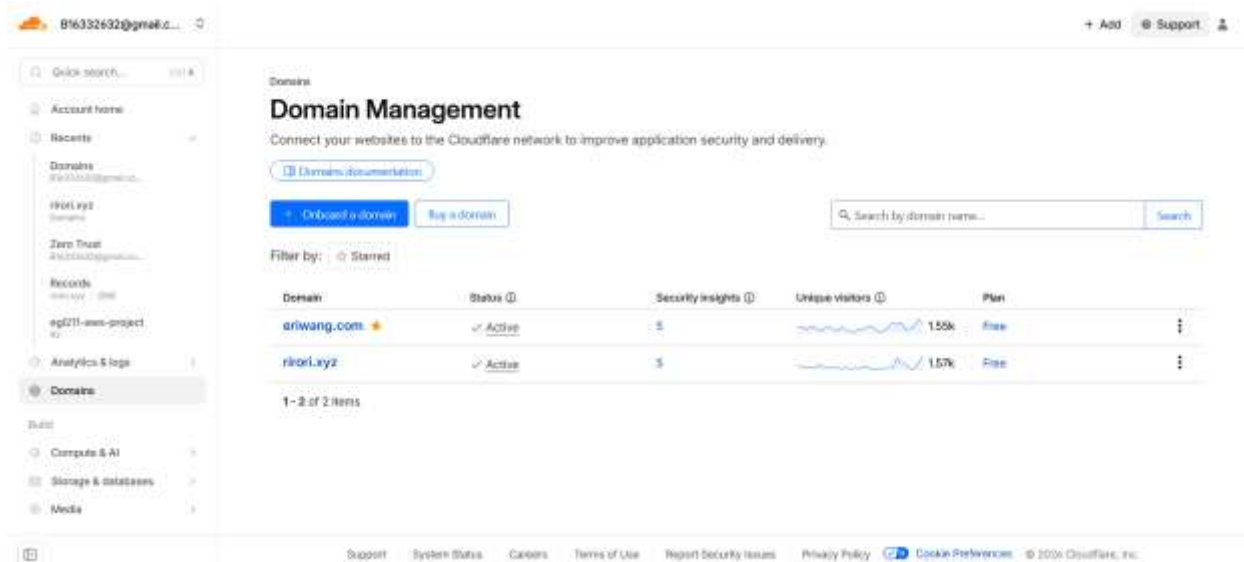 816332632@gmail.c...
+ Add
Support
Quick search...
Account home
Recents
Domains
rirori.xyz
Domains
Zero Trust
Records
egl211-aws-project
Analytics & logs
Domains
Build
Compute & AI
Storage & databases
Media
Domains
Domain Management
Connect your websites to the Cloudflare network to improve application security and delivery.
Domains documentation
+ Onboard a domain
Buy a domain
Search by domain name...
Search
Filter by:
Starred
Domain Status Security insights Unique visitors Plan
eriwang.com Active 5 1.55k Free
rirori.xyz Active 5 1.57k Free
1 - 2 of 2 items
Support System Status Careers Terms of Use Report Security Issues Privacy Policy Cookie Preferences © 2026 Cloudflare, Inc.